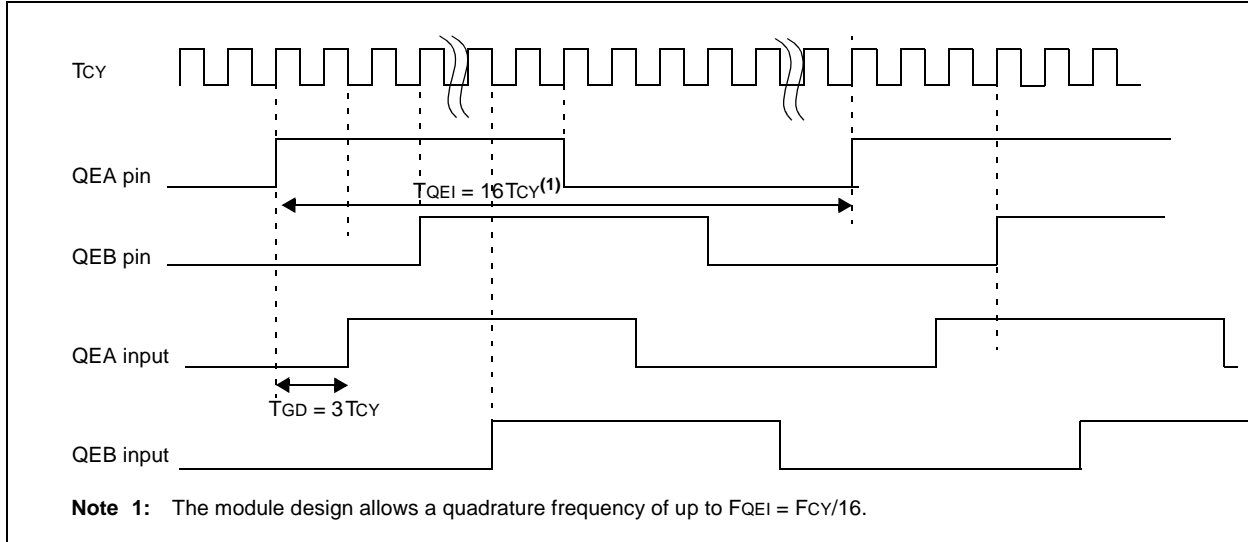 TCY
QEA pin
TQEI = 16TCY(1)
QEB pin
QEA input
TGD = 3TCY
QEB input
Note 1: The module design allows a quadrature frequency of up to FQEI = FCY/16.